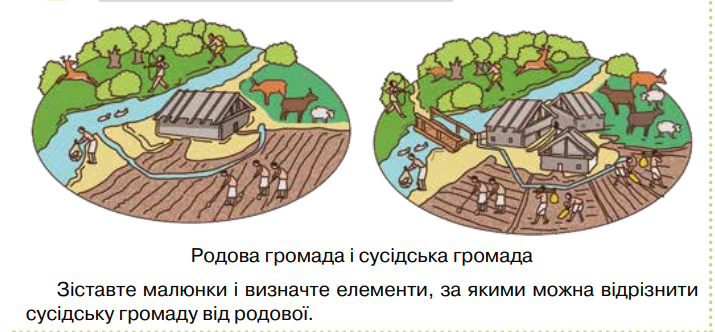 Родова громада і сусідська громада
Зіставте малюнки і визначте елементи, за якими можна відрізнити
сусідську громаду від родової.